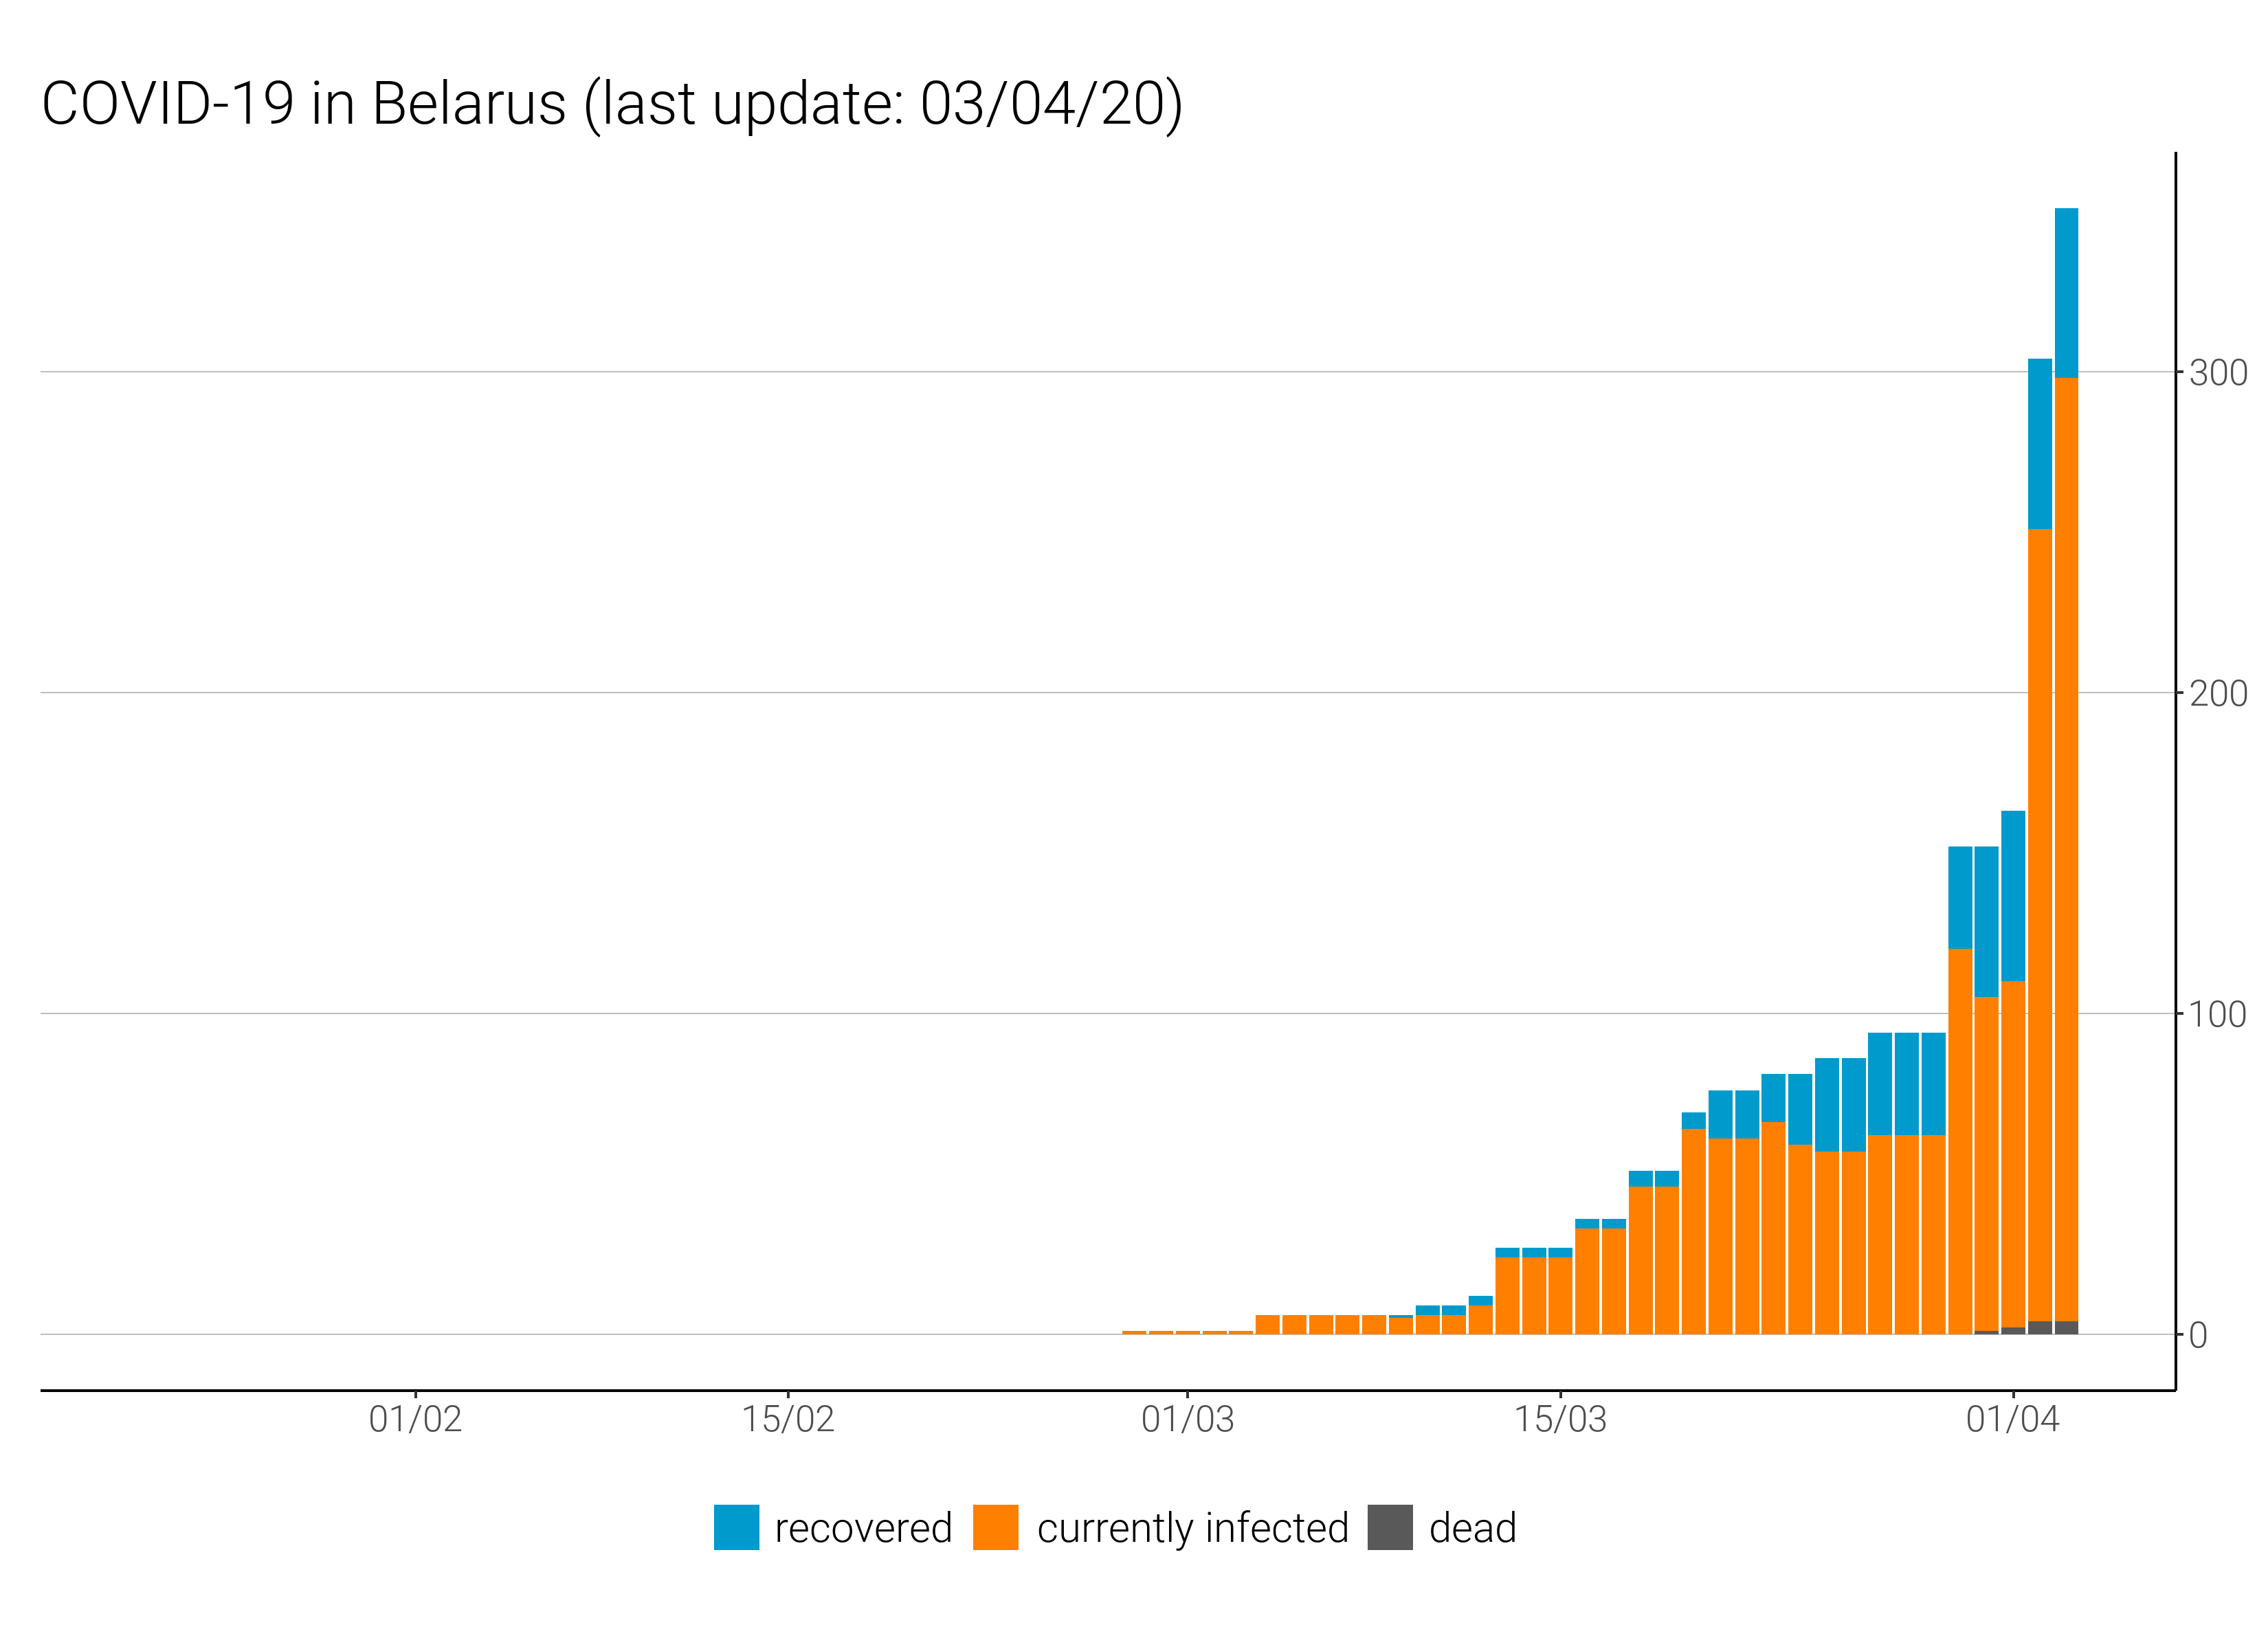 COVID-19 in Belarus (last update: 03/04/20)
300
200
100
0
01/02 15/02 01/03 15/03 01/04
recovered currently infected dead